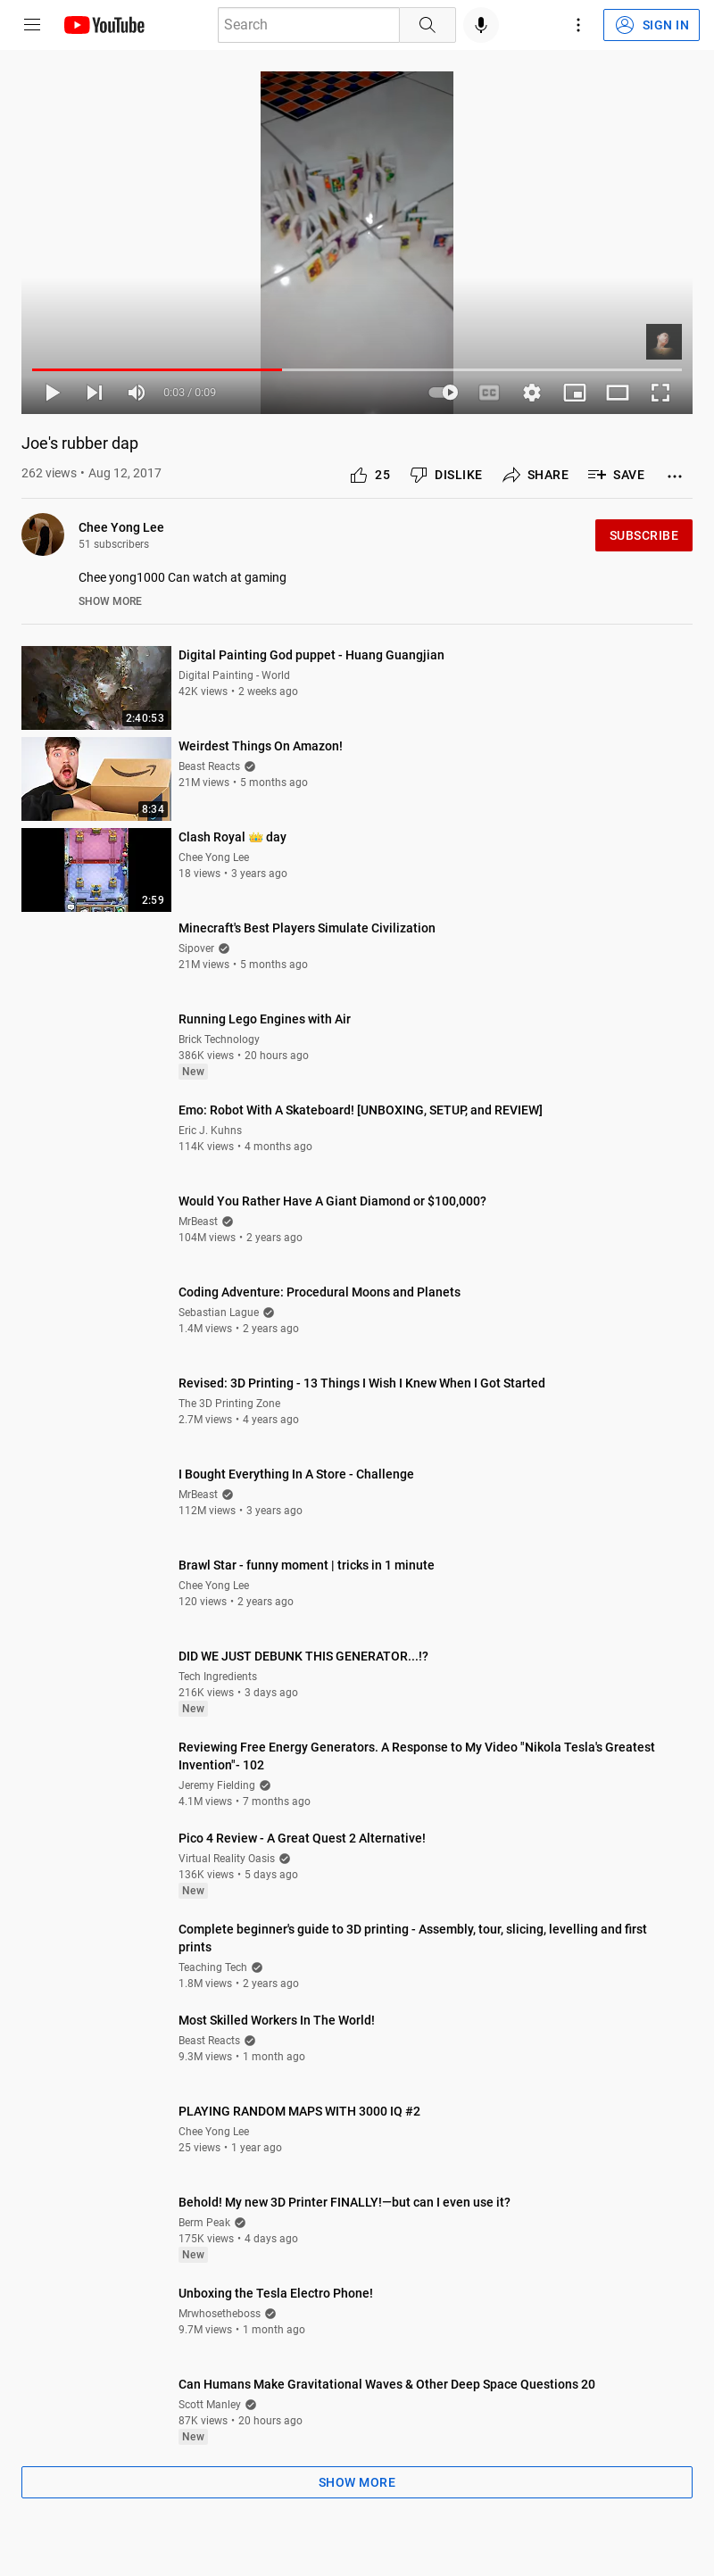 YouTube
Search
SIGN IN
0:03 / 0:09
CC
Joe's rubber dap
262 views • Aug 12, 2017
25
DISLIKE
SHARE
SAVE
Chee Yong Lee
51 subscribers
SUBSCRIBE
Chee yong1000 Can watch at gaming
SHOW MORE
2:40:53
Digital Painting God puppet - Huang Guangjian
Digital Painting - World
42K views • 2 weeks ago
8:34
Weirdest Things On Amazon!
Beast Reacts
21M views • 5 months ago
2:59
Clash Royal 👑 day
Chee Yong Lee
18 views • 3 years ago
Minecraft's Best Players Simulate Civilization
Sipover
21M views • 5 months ago
Running Lego Engines with Air
Brick Technology
386K views • 20 hours ago
New
Emo: Robot With A Skateboard! [UNBOXING, SETUP, and REVIEW]
Eric J. Kuhns
114K views • 4 months ago
Would You Rather Have A Giant Diamond or $100,000?
MrBeast
104M views • 2 years ago
Coding Adventure: Procedural Moons and Planets
Sebastian Lague
1.4M views • 2 years ago
Revised: 3D Printing - 13 Things I Wish I Knew When I Got Started
The 3D Printing Zone
2.7M views • 4 years ago
I Bought Everything In A Store - Challenge
MrBeast
112M views • 3 years ago
Brawl Star - funny moment | tricks in 1 minute
Chee Yong Lee
120 views • 2 years ago
DID WE JUST DEBUNK THIS GENERATOR...!?
Tech Ingredients
216K views • 3 days ago
New
Reviewing Free Energy Generators. A Response to My Video "Nikola Tesla's Greatest
Invention"- 102
Jeremy Fielding
4.1M views • 7 months ago
Pico 4 Review - A Great Quest 2 Alternative!
Virtual Reality Oasis
136K views • 5 days ago
New
Complete beginner's guide to 3D printing - Assembly, tour, slicing, levelling and first
prints
Teaching Tech
1.8M views • 2 years ago
Most Skilled Workers In The World!
Beast Reacts
9.3M views • 1 month ago
PLAYING RANDOM MAPS WITH 3000 IQ #2
Chee Yong Lee
25 views • 1 year ago
Behold! My new 3D Printer FINALLY!—but can I even use it?
Berm Peak
175K views • 4 days ago
New
Unboxing the Tesla Electro Phone!
Mrwhosetheboss
9.7M views • 1 month ago
Can Humans Make Gravitational Waves & Other Deep Space Questions 20
Scott Manley
87K views • 20 hours ago
New
SHOW MORE